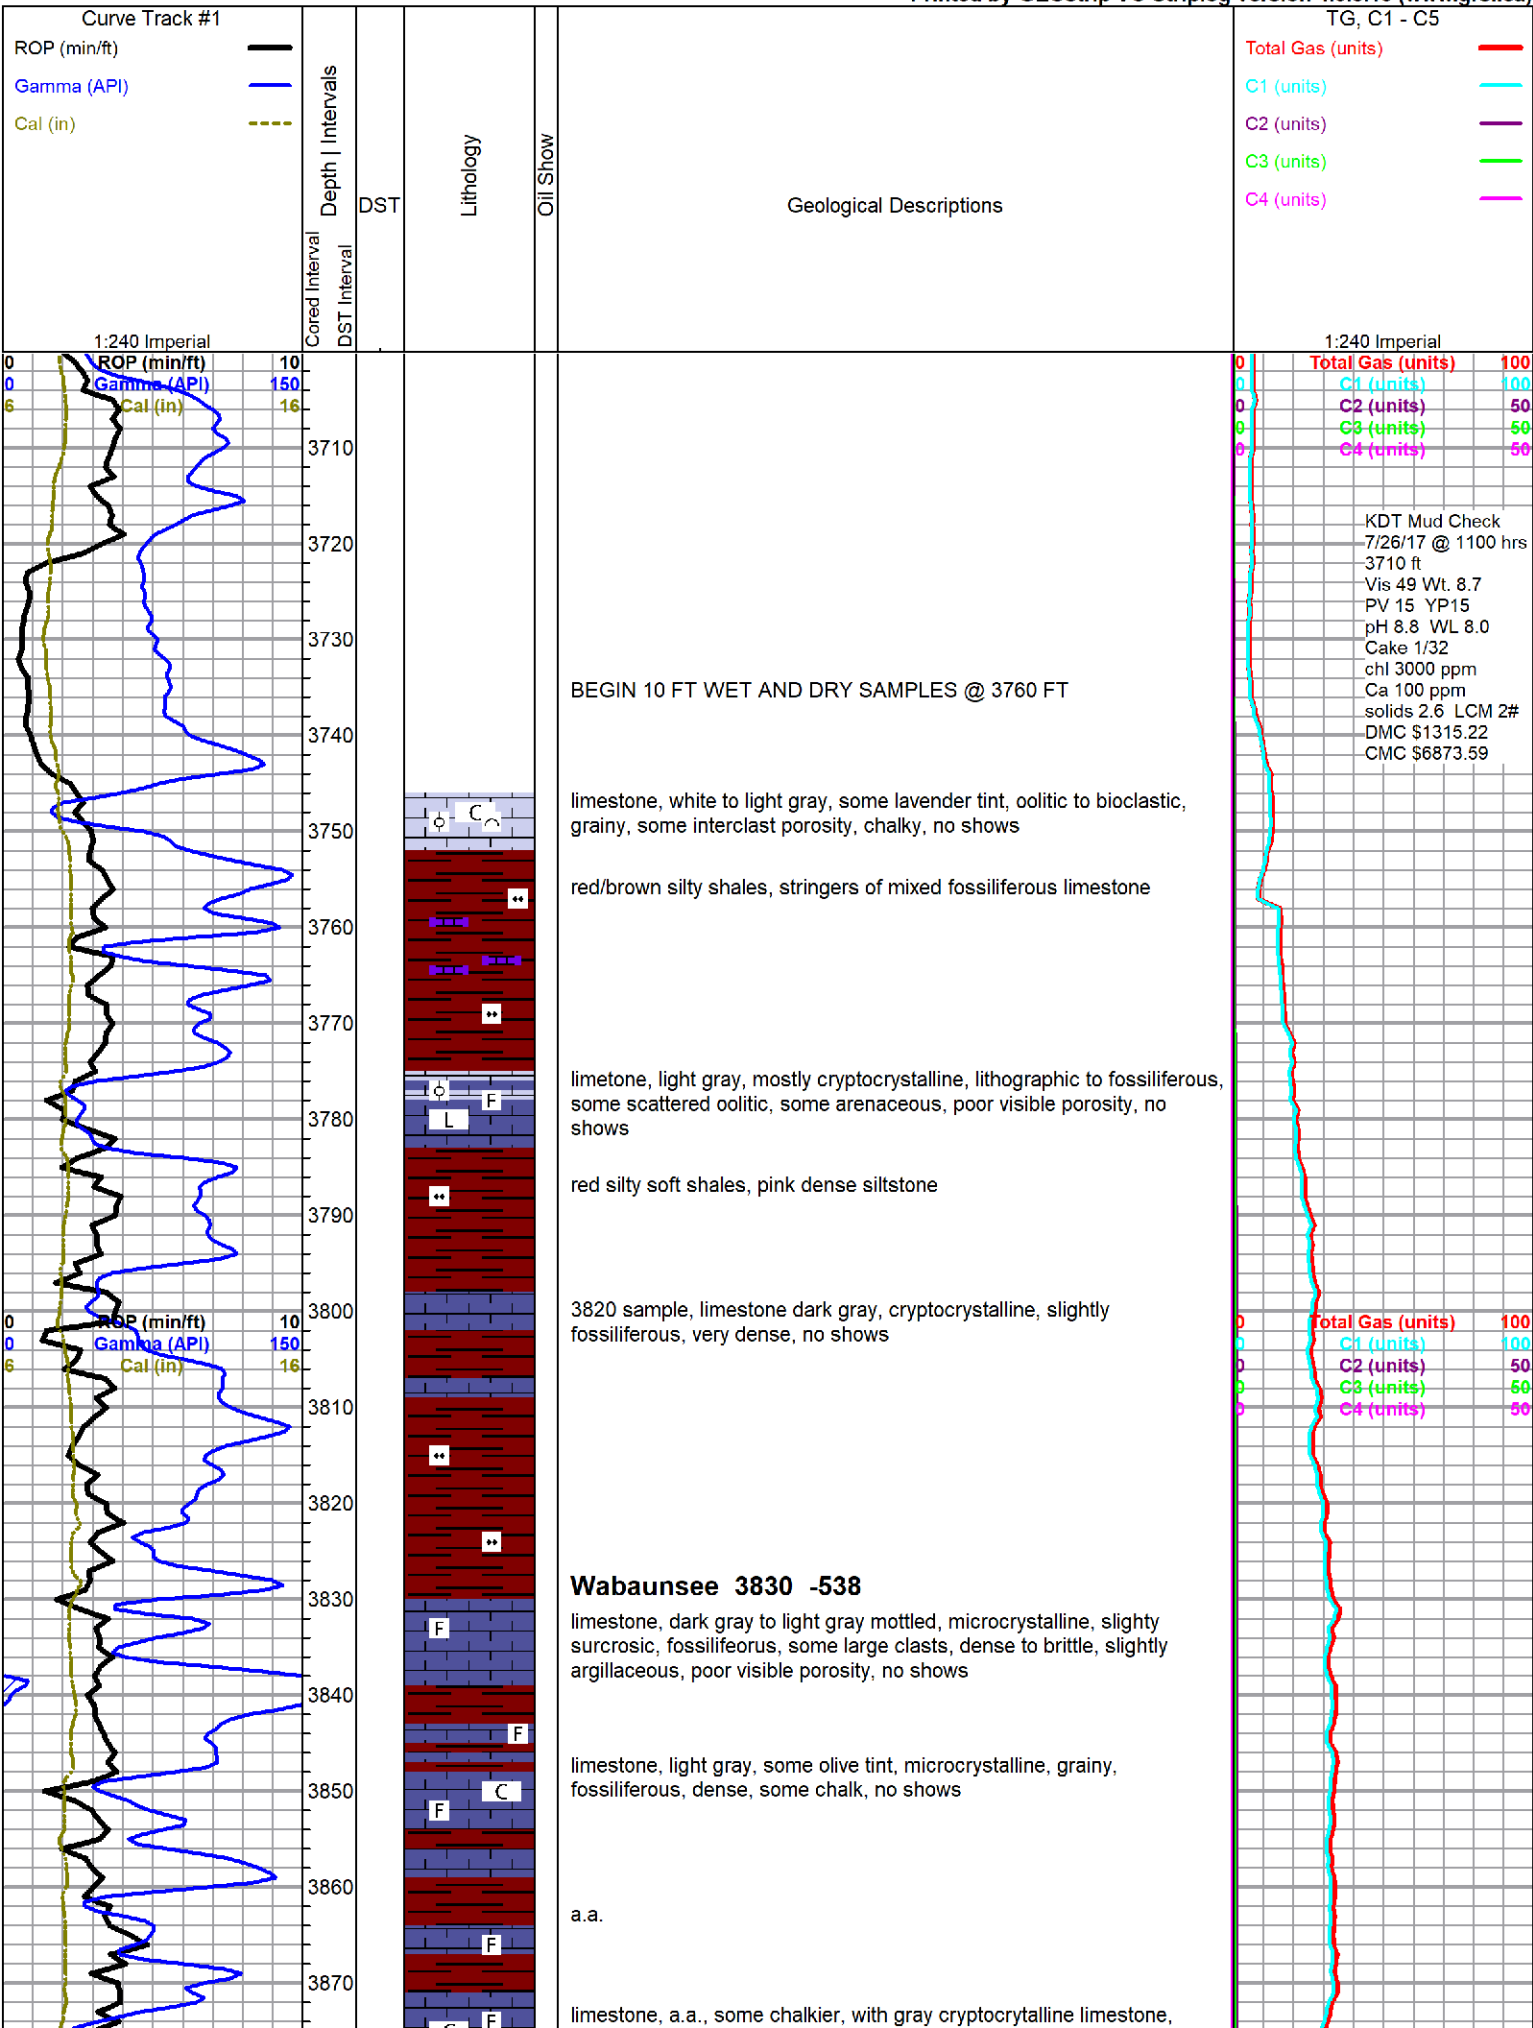 Curve Track #1
ROP (min/ft)
Gamma (API)
Cal (in)
1:240 Imperial
Depth | Intervals
Cored Interval
DST Interval
DST
Lithology
Oil Show
Geological Descriptions
TG, C1 - C5
Total Gas (units)
C1 (units)
C2 (units)
C3 (units)
C4 (units)
1:240 Imperial
0 ROP (min/ft) 10
0 Gamma (API) 150
6 Cal (in) 16
0 Total Gas (units) 100
0 C1 (units) 100
0 C2 (units) 50
0 C3 (units) 50
0 C4 (units) 50
3710
3720
3730
3740
3750
3760
3770
3780
3790
3800
3810
3820
3830
3840
3850
3860
3870
KDT Mud Check
7/26/17 @ 1100 hrs
3710 ft
Vis 49 Wt. 8.7
PV 15 YP15
pH 8.8 WL 8.0
Cake 1/32
chl 3000 ppm
Ca 100 ppm
solids 2.6 LCM 2#
DMC $1315.22
CMC $6873.59
BEGIN 10 FT WET AND DRY SAMPLES @ 3760 FT
C
limestone, white to light gray, some lavender tint, oolitic to bioclastic,
grainy, some interclast porosity, chalky, no shows
red/brown silty shales, stringers of mixed fossiliferous limestone
F
L
limetone, light gray, mostly cryptocrystalline, lithographic to fossiliferous,
some scattered oolitic, some arenaceous, poor visible porosity, no
shows
red silty soft shales, pink dense siltstone
3820 sample, limestone dark gray, cryptocrystalline, slightly
fossiliferous, very dense, no shows
0 ROP (min/ft) 10
0 Gamma (API) 150
6 Cal (in) 16
0 Total Gas (units) 100
0 C1 (units) 100
0 C2 (units) 50
0 C3 (units) 50
0 C4 (units) 50
Wabaunsee 3830 -538
F
limestone, dark gray to light gray mottled, microcrystalline, slighty
surcrosic, fossilifeorus, some large clasts, dense to brittle, slightly
argillaceous, poor visible porosity, no shows
F
C
F
limestone, light gray, some olive tint, microcrystalline, grainy,
fossiliferous, dense, some chalk, no shows
a.a.
F
F
limestone, a.a., some chalkier, with gray cryptocrytalline limestone,